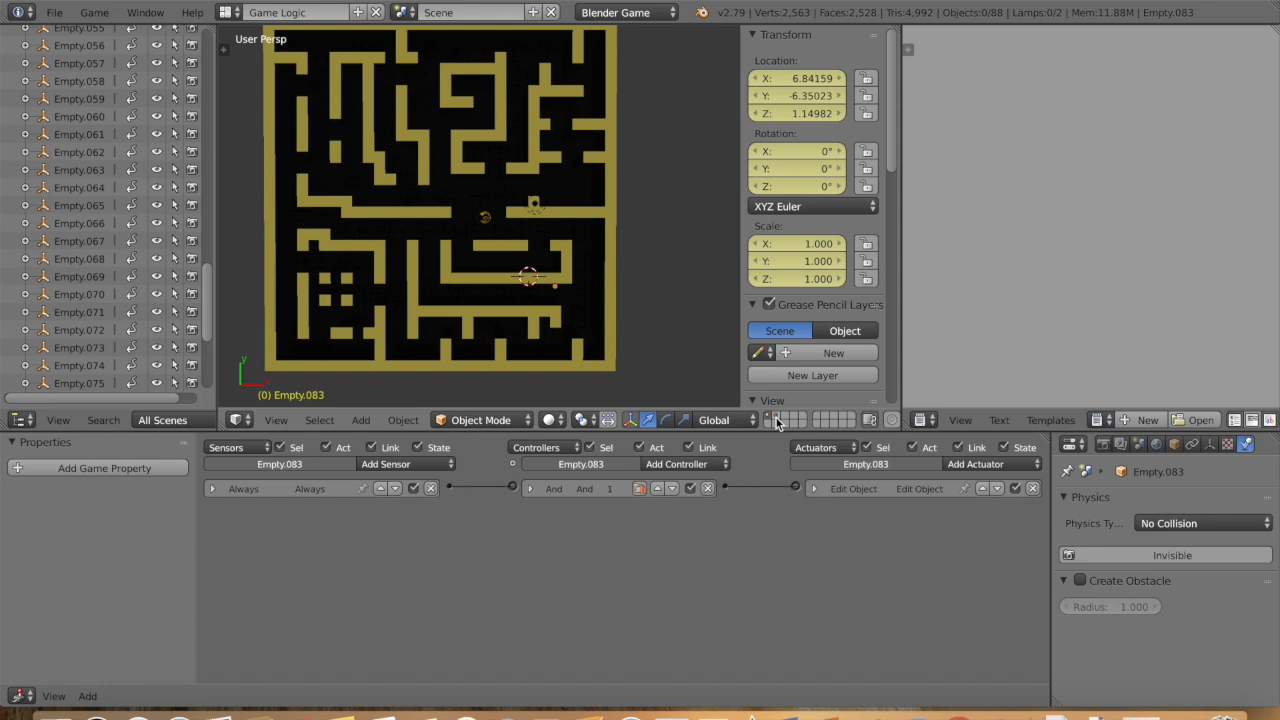 File Game Window Help Game Logic Scene Blender Game v2.79 | Verts:2,563 | Faces:2,528 | Tris:4,992 | Objects:0/88 | Lamps:0/2 | Mem:11.88M | Empty.083
Empty.055
Empty.056
Empty.057
Empty.058
Empty.059
Empty.060
Empty.061
Empty.062
Empty.063
Empty.064
Empty.065
Empty.066
Empty.067
Empty.068
Empty.069
Empty.070
Empty.071
Empty.072
Empty.073
Empty.074
Empty.075
View Search All Scenes
User Persp
y
(0) Empty.083
View Select Add Object Object Mode Global
Transform
Location:
X: 6.84159
Y: -6.35023
Z: 1.14982
Rotation:
X: 0°
Y: 0°
Z: 0°
XYZ Euler
Scale:
X: 1.000
Y: 1.000
Z: 1.000
Grease Pencil Layers
Scene Object
New
New Layer
View
View Text Templates New Open
Properties
Add Game Property
Sensors Sel Act Link State
Empty.083 Add Sensor
Always Always
Controllers Sel Act Link
Empty.083 Add Controller
And And 1
Actuators Sel Act Link State
Empty.083 Add Actuator
Edit Object Edit Object
Empty.083
Physics
Physics Ty... No Collision
Invisible
Create Obstacle
Radius: 1.000
View Add